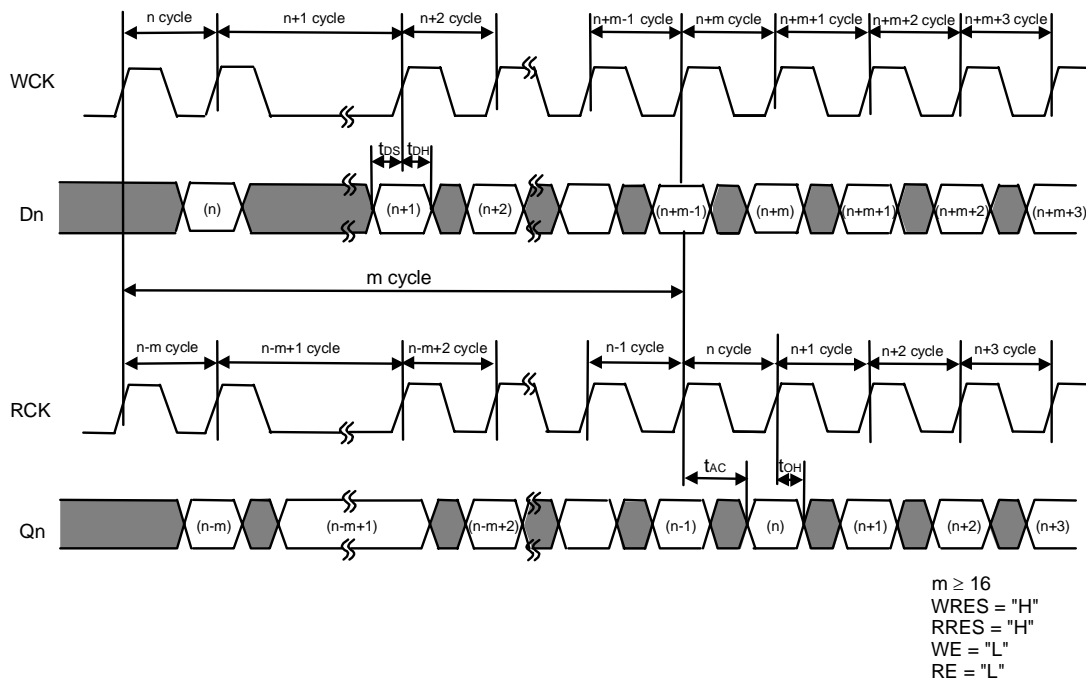 n cycle n+1 cycle n+2 cycle n+m-1 cycle n+m cycle n+m+1 cycle n+m+2 cycle n+m+3 cycle
WCK
tDS tDH
Dn (n) (n+1) (n+2) (n+m-1) (n+m) (n+m+1) (n+m+2) (n+m+3)
m cycle
n-m cycle n-m+1 cycle n-m+2 cycle n-1 cycle n cycle n+1 cycle n+2 cycle n+3 cycle
RCK
tAC tOH
Qn (n-m) (n-m+1) (n-m+2) (n-1) (n) (n+1) (n+2) (n+3)
m ≥ 16
WRES = "H"
RRES = "H"
WE = "L"
RE = "L"